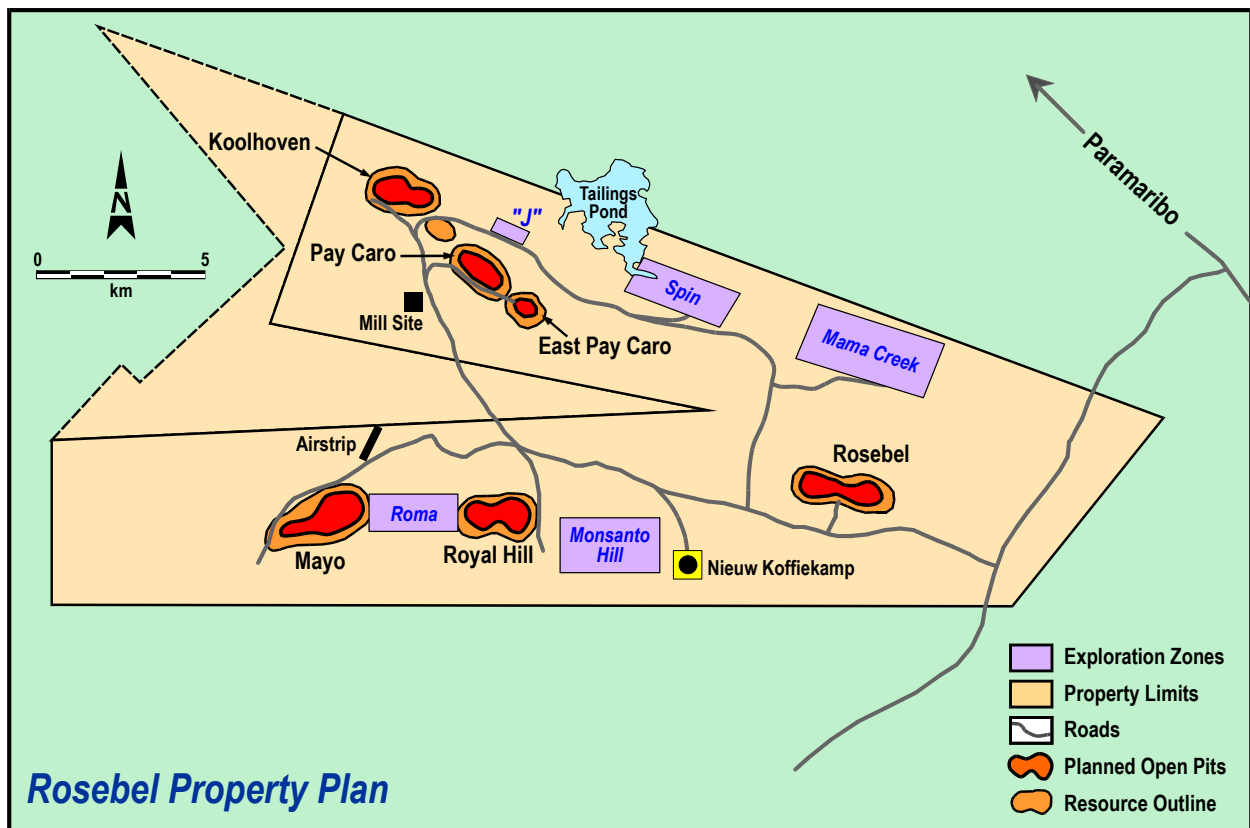 Koolhoven
Paramaribo
N
Tailings
Pond
"J"
Pay Caro
0
5
km
Mill Site
Spin
East Pay Caro
Mama Creek
Airstrip
Rosebel
Roma
Mayo
Royal Hill
Monsanto
Hill
Nieuw Koffiekamp
Exploration Zones
Property Limits
Roads
Planned Open Pits
Resource Outline
Rosebel Property Plan